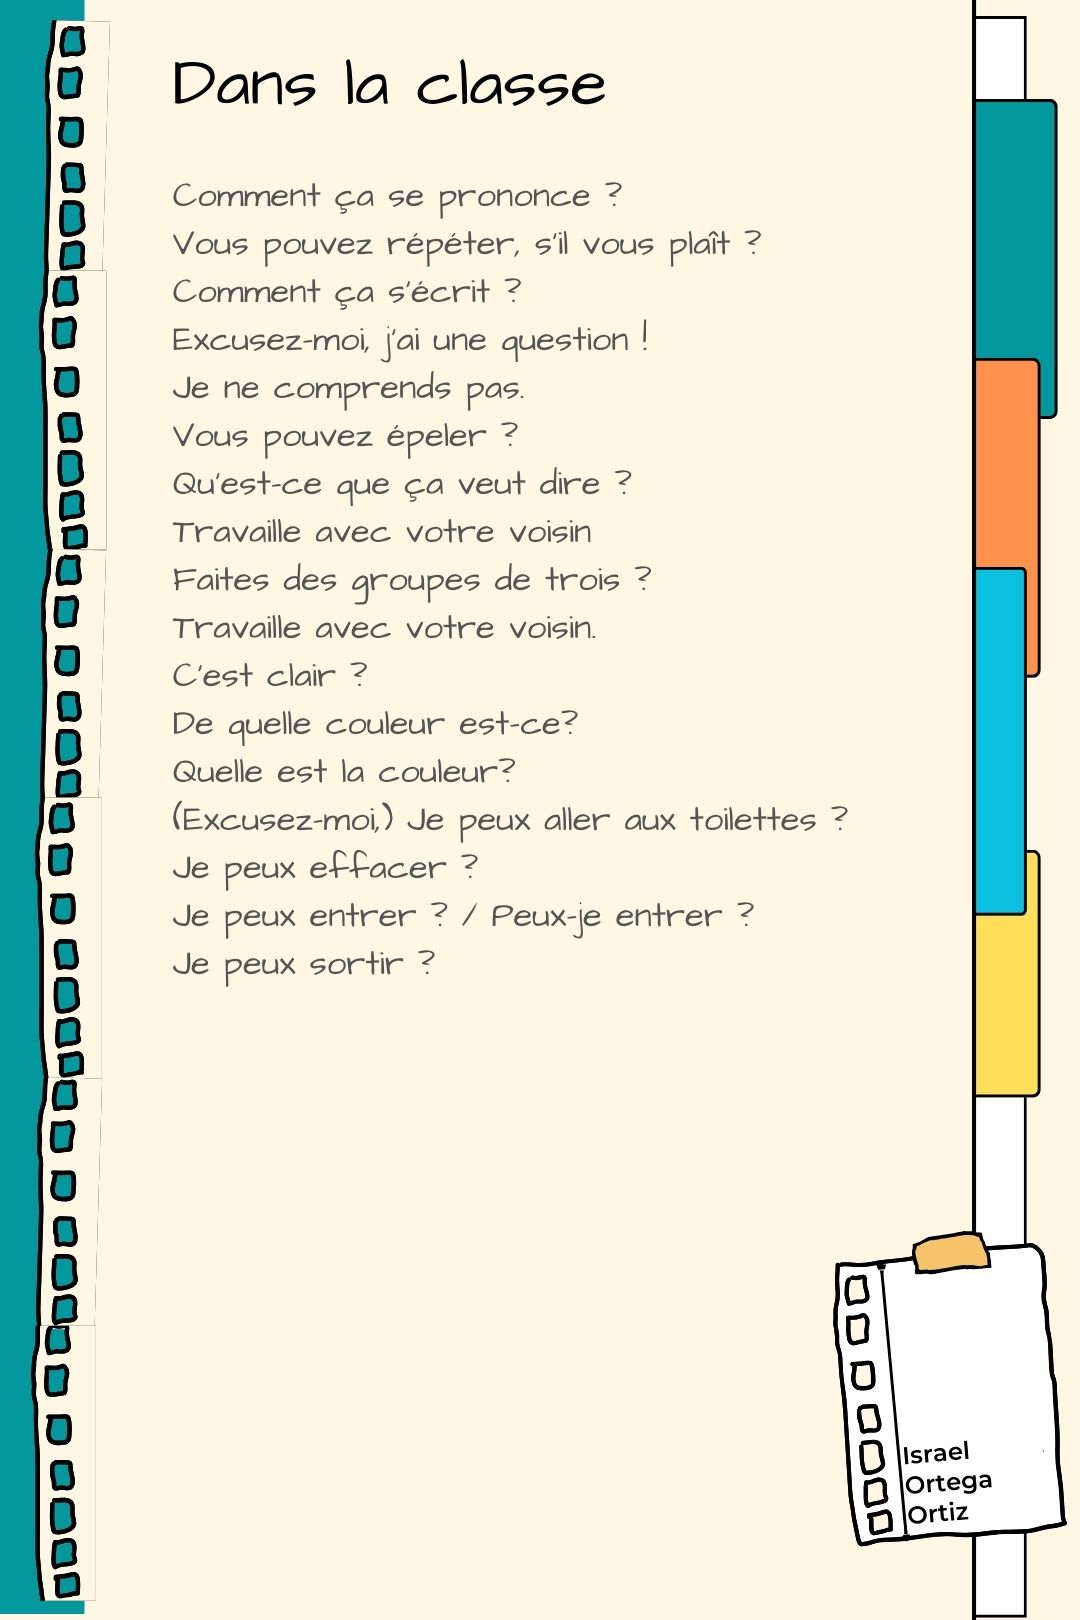 Dans la classe
Comment ça se prononce ?
Vous pouvez répéter, s'il vous plaît ?
Comment ça s'écrit ?
Excusez-moi, j'ai une question !
Je ne comprends pas.
Vous pouvez épeler ?
Qu'est-ce que ça veut dire ?
Travaille avec votre voisin
Faites des groupes de trois ?
Travaille avec votre voisin.
C'est clair ?
De quelle couleur est-ce?
Quelle est la couleur?
(Excusez-moi,) Je peux aller aux toilettes ?
Je peux effacer ?
Je peux entrer ? / Peux-je entrer ?
Je peux sortir ?
Israel
Ortega
Ortiz